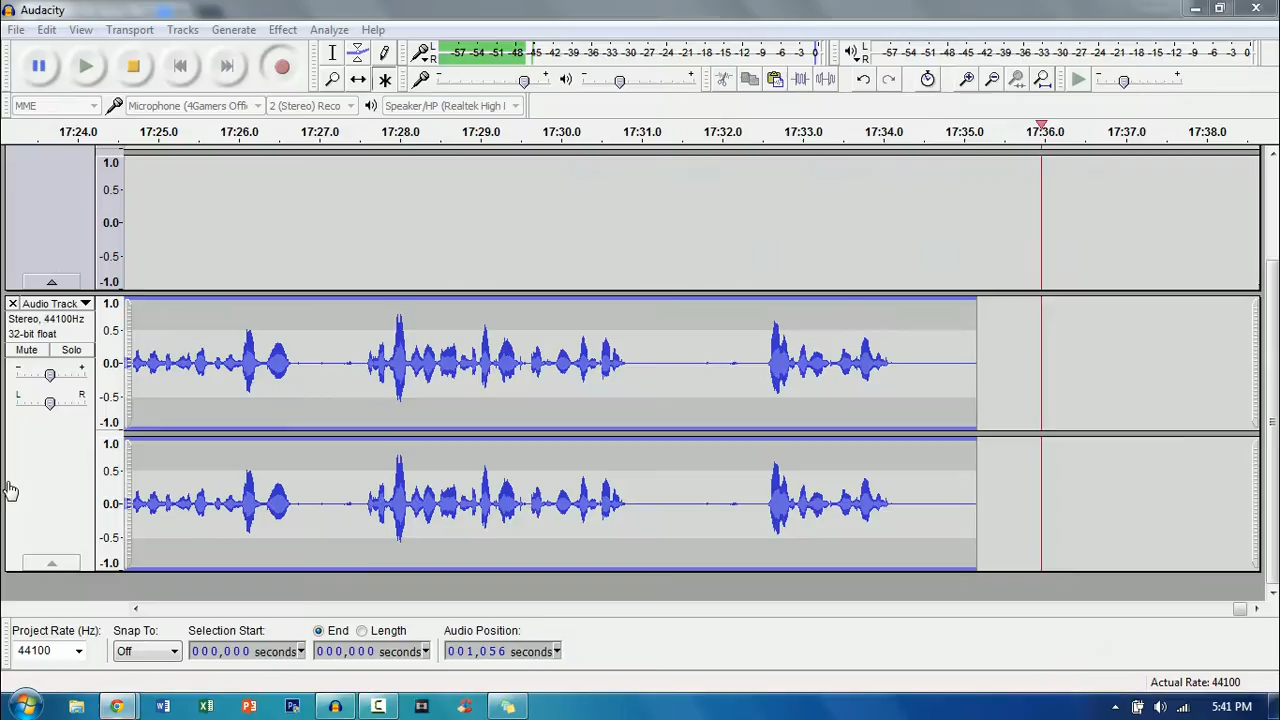 Audacity
File Edit View Transport Tracks Generate Effect Analyze Help
L
R
-57 -54 -51 -48 -45 -42 -39 -36 -33 -30 -27 -24 -21 -18 -15 -12 -9 -6 -3 0
L
R
-57 -54 -51 -48 -45 -42 -39 -36 -33 -30 -27 -24 -21 -18 -15 -12 -9 -6 -3 0
MME Microphone (4Gamers Offi 2 (Stereo) Reco Speaker/HP (Realtek High I
17:24.0 17:25.0 17:26.0 17:27.0 17:28.0 17:29.0 17:30.0 17:31.0 17:32.0 17:33.0 17:34.0 17:35.0 17:36.0 17:37.0 17:38.0
1.0
0.5
0.0
-0.5
-1.0
Audio Track 1.0
Stereo, 44100Hz
32-bit float 0.5
Mute Solo
- + 0.0
L R
-0.5
-1.0
1.0
0.5
0.0
-0.5
-1.0
Project Rate (Hz): Snap To: Selection Start: End Length Audio Position:
44100 Off 000,000 seconds 000,000 seconds 001,056 seconds
Actual Rate: 44100
5:41 PM